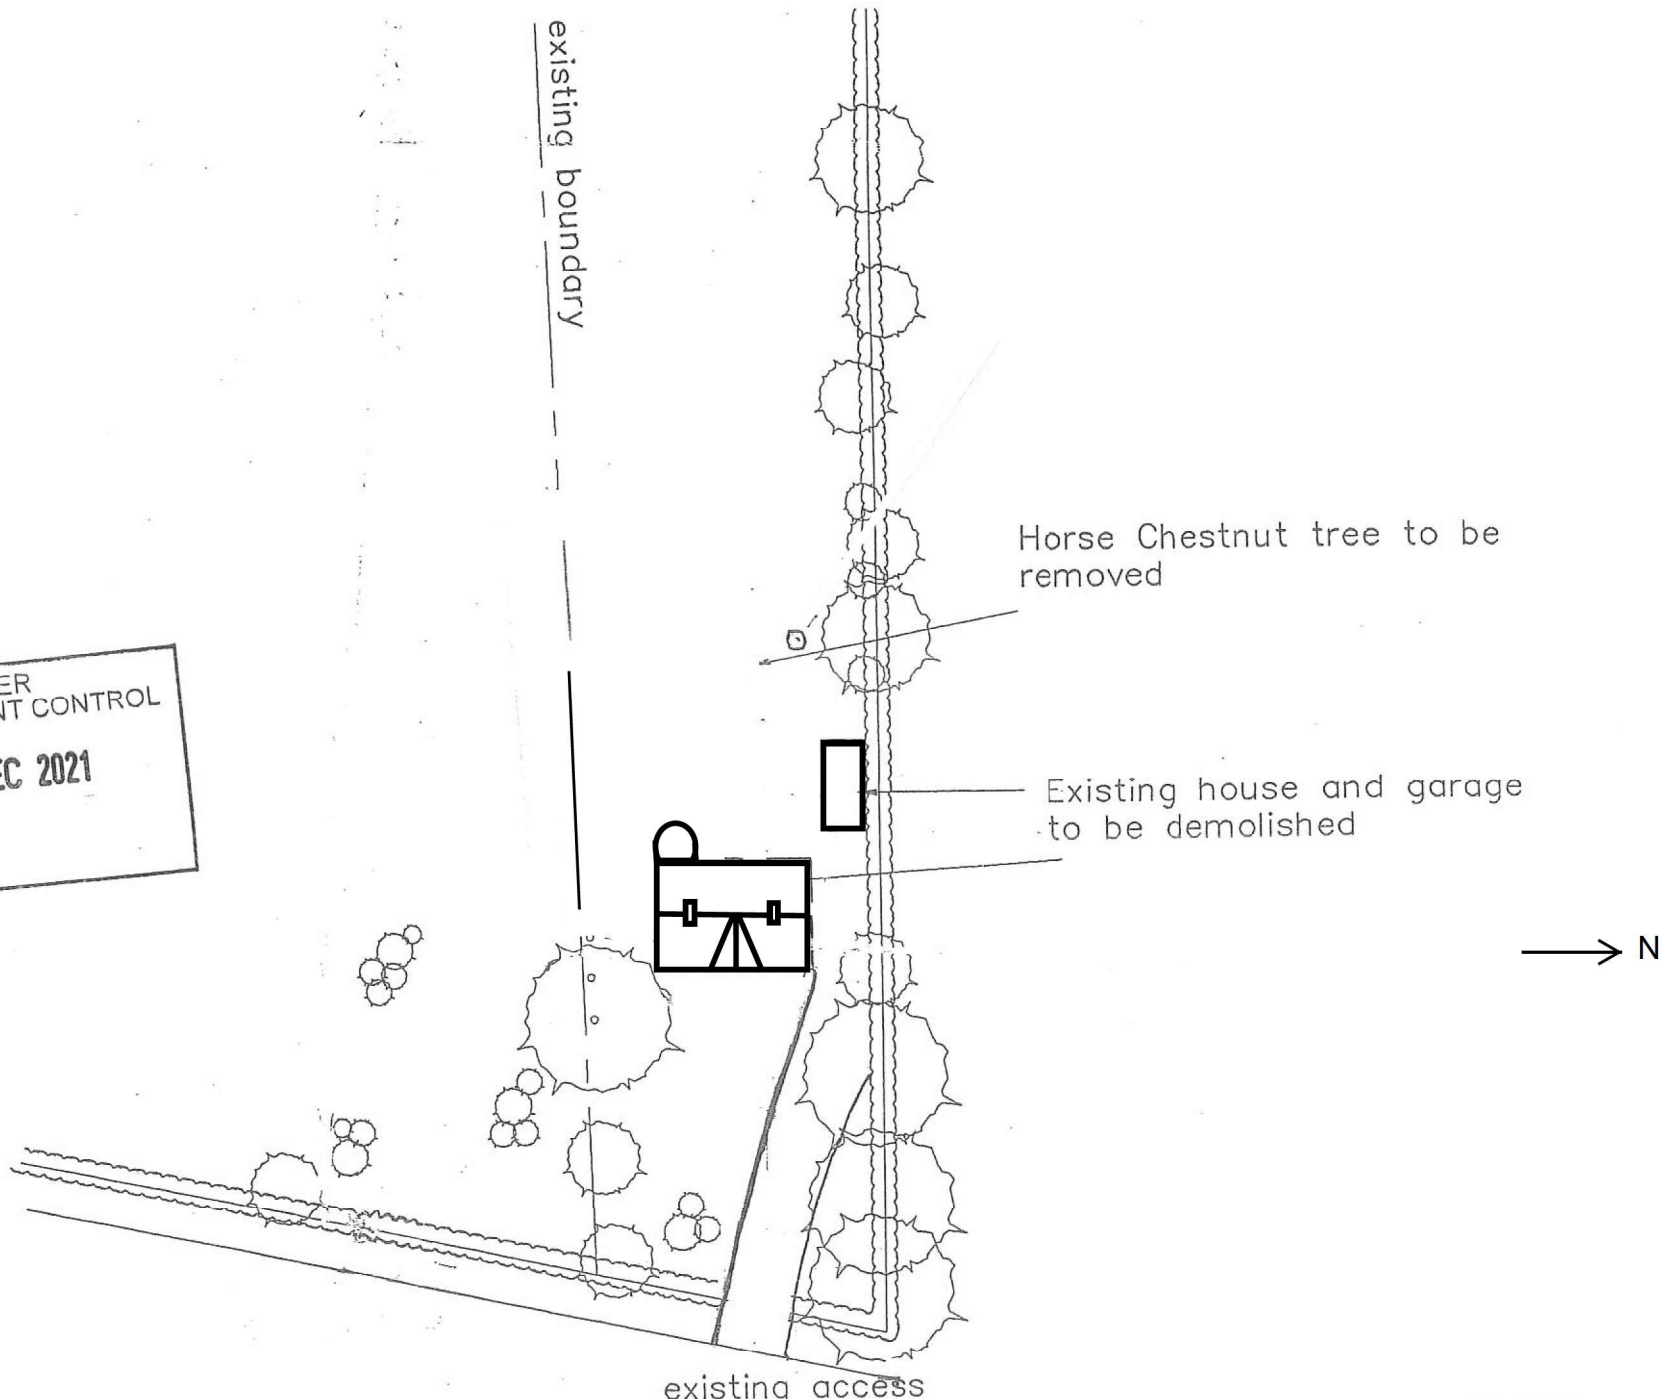 existing boundary
Horse Chestnut tree to be
removed
ER
NT CONTROL
EC 2021
Existing house and garage
to be demolished
N
existing access